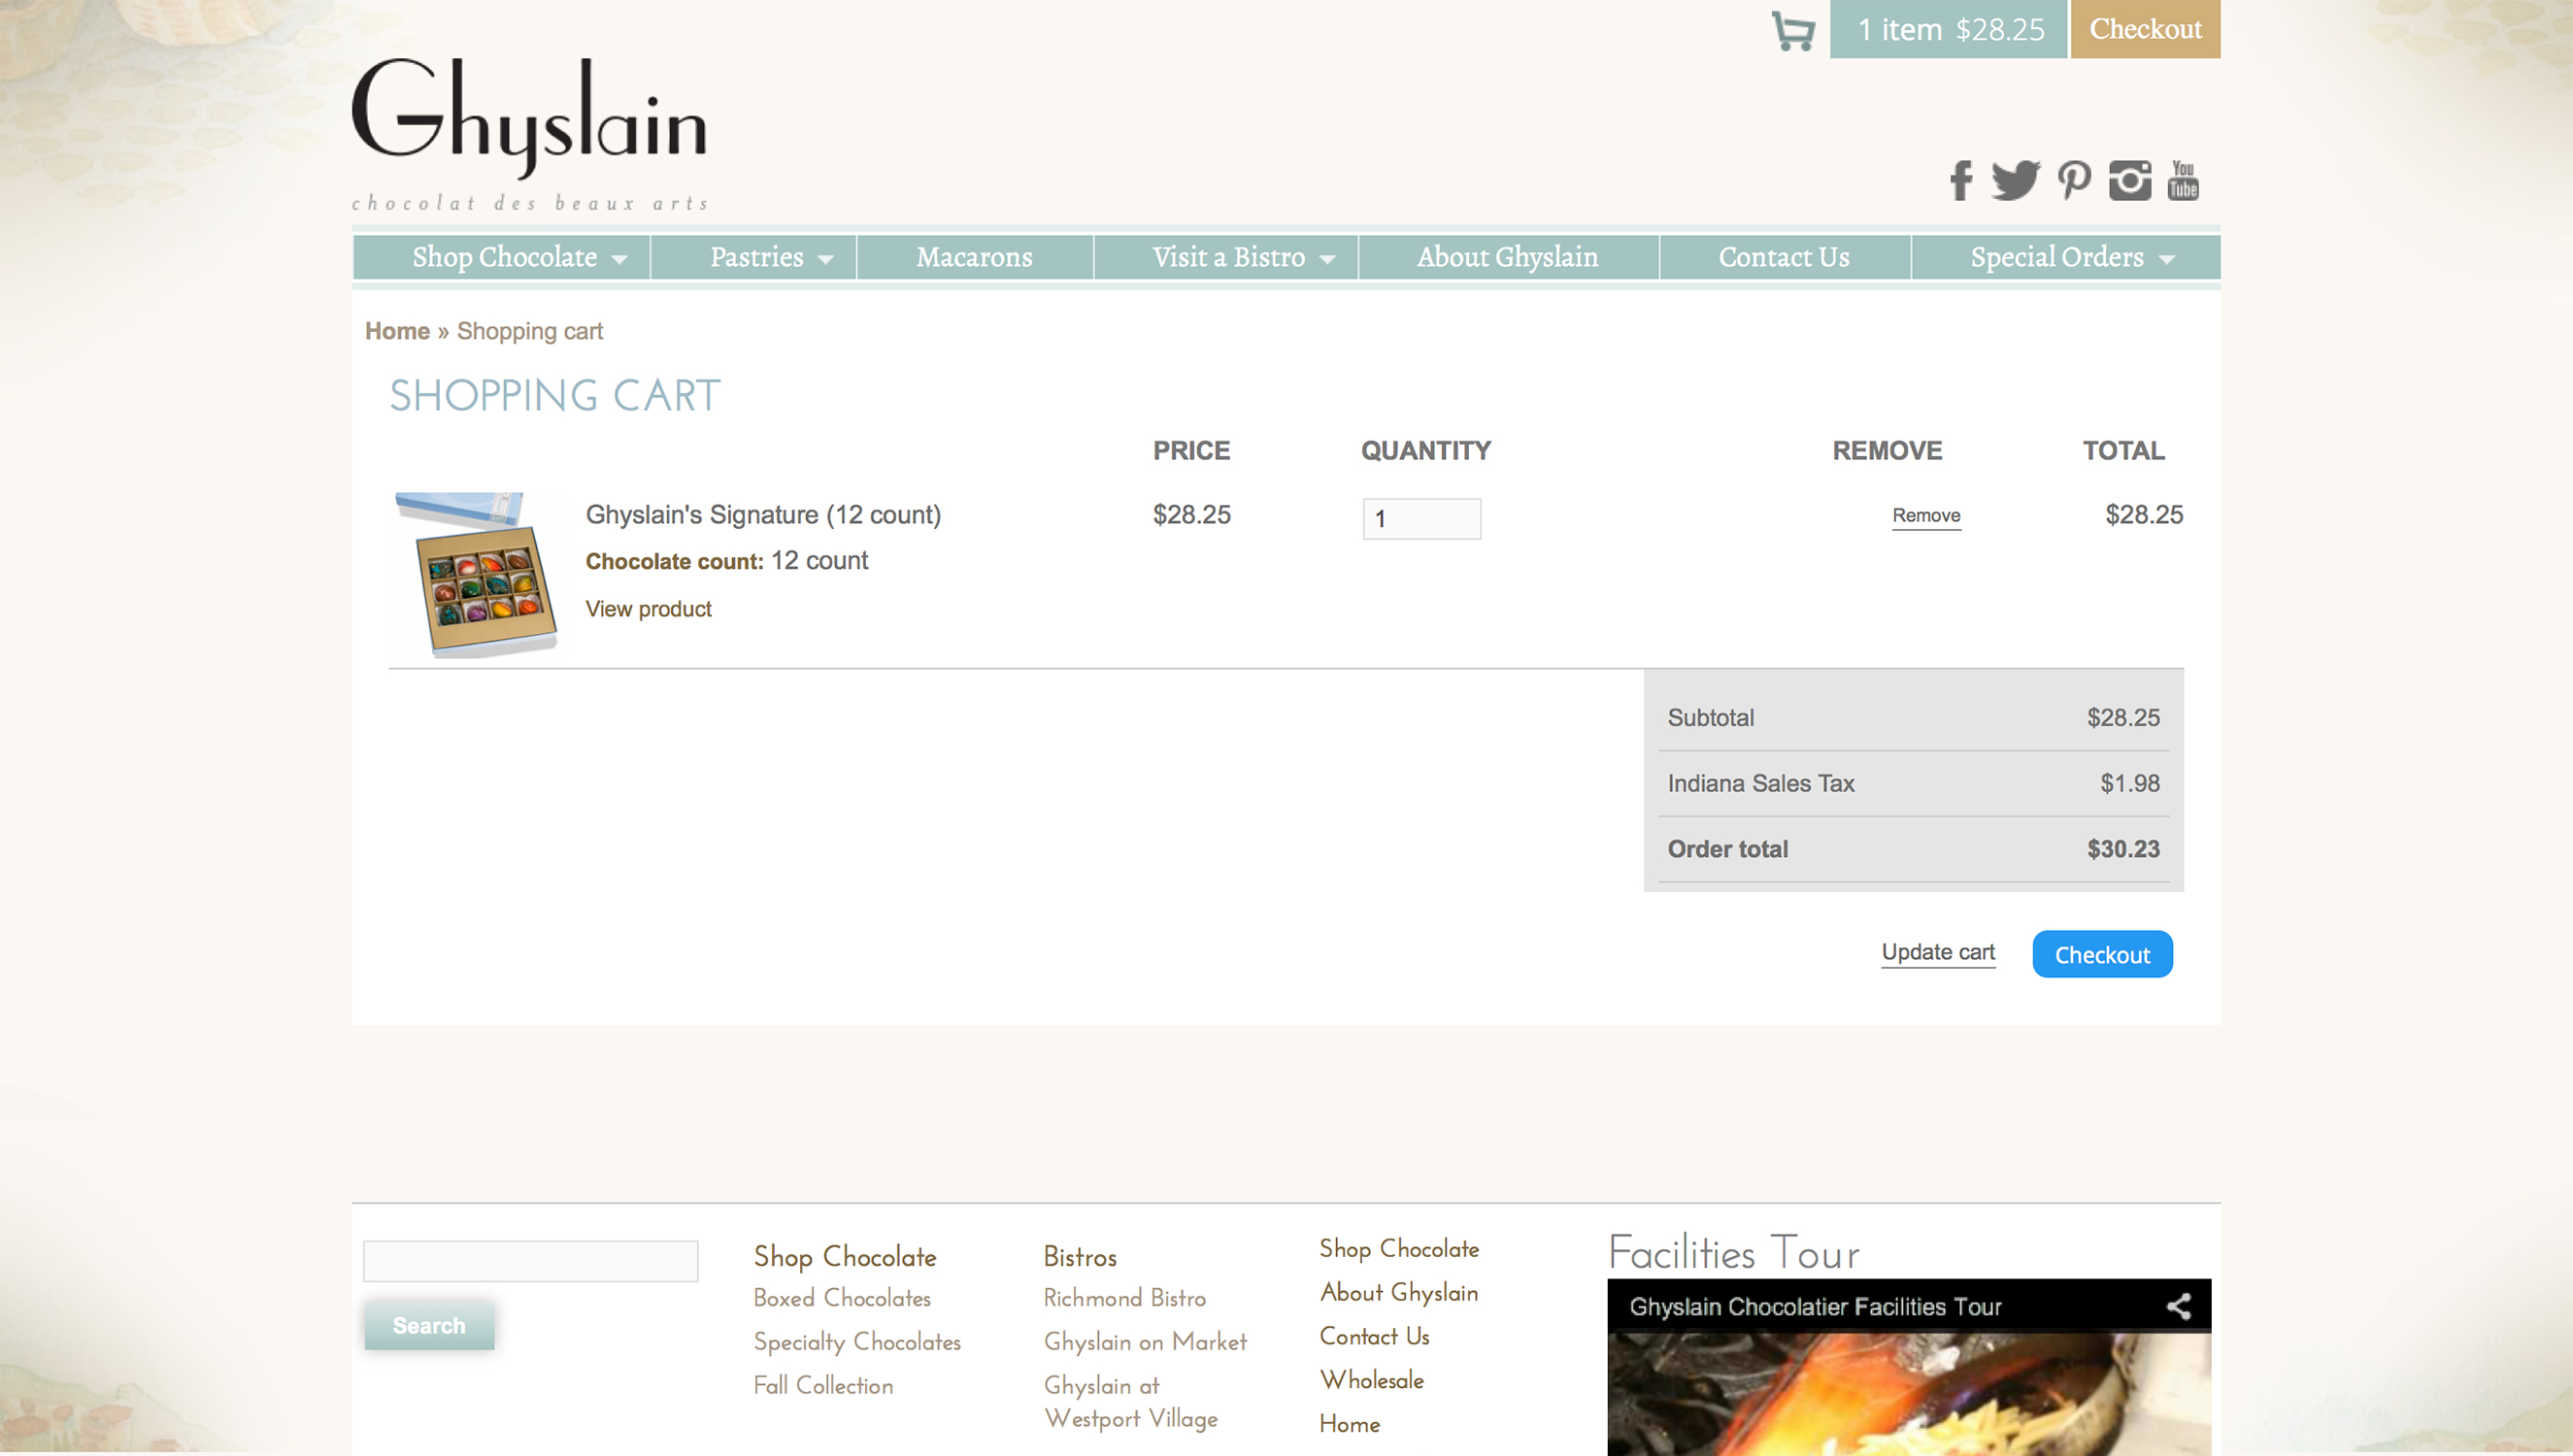 1 item $28.25 Checkout
Ghyslain
chocolat des beaux arts
You
Tube
Shop Chocolate Pastries Macarons Visit a Bistro About Ghyslain Contact Us Special Orders
Home » Shopping cart
SHOPPING CART
PRICE QUANTITY REMOVE TOTAL
Ghyslain's Signature (12 count) $28.25 1 Remove $28.25
Chocolate count: 12 count
View product
Subtotal $28.25
Indiana Sales Tax $1.98
Order total $30.23
Update cart Checkout
Search
Shop Chocolate
Boxed Chocolates
Specialty Chocolates
Fall Collection
Bistros
Richmond Bistro
Ghyslain on Market
Ghyslain at
Westport Village
Shop Chocolate
About Ghyslain
Contact Us
Wholesale
Home
Facilities Tour
Ghyslain Chocolatier Facilities Tour